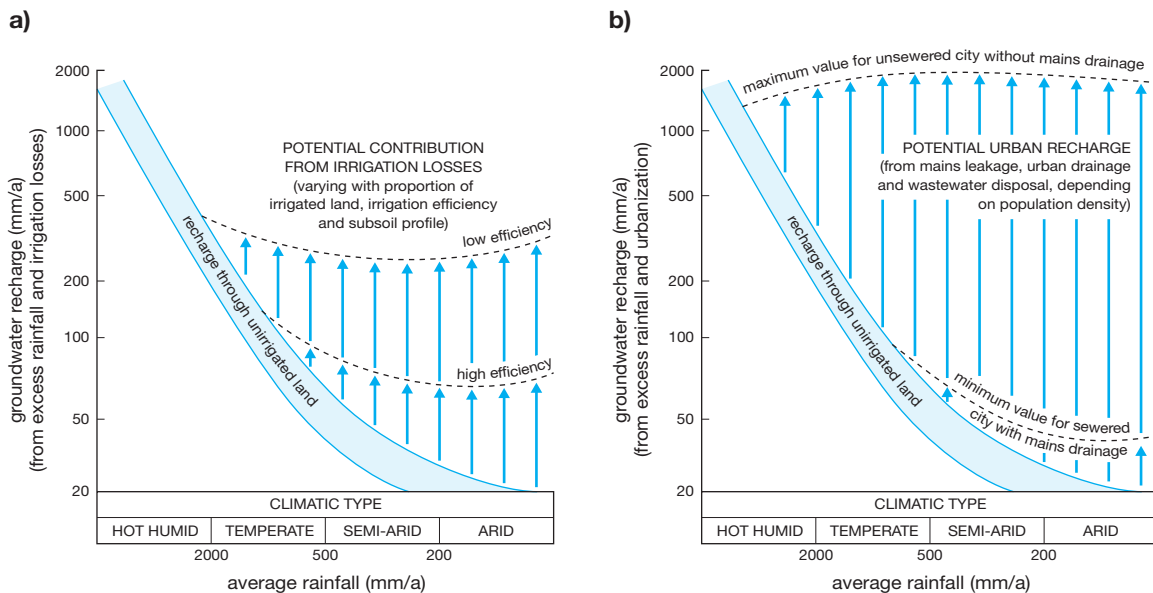 a)
groundwater recharge (mm/a)
(from excess rainfall and irrigation losses)
2000
1000
500
200
100
50
20
POTENTIAL CONTRIBUTION
FROM IRRIGATION LOSSES
(varying with proportion of
irrigated land, irrigation efficiency
and subsoil profile)
low efficiency
recharge through unirrigated land
high efficiency
CLIMATIC TYPE
HOT HUMID
TEMPERATE
SEMI-ARID
ARID
2000
500
200
average rainfall (mm/a)
b)
groundwater recharge (mm/a)
(from excess rainfall and urbanization)
2000
1000
500
200
100
50
20
maximum value for unsewered city without mains drainage
POTENTIAL URBAN RECHARGE
(from mains leakage, urban drainage
and wastewater disposal, depending
on population density)
recharge through unirrigated land
minimum value for sewered
city with mains drainage
CLIMATIC TYPE
HOT HUMID
TEMPERATE
SEMI-ARID
ARID
2000
500
200
average rainfall (mm/a)